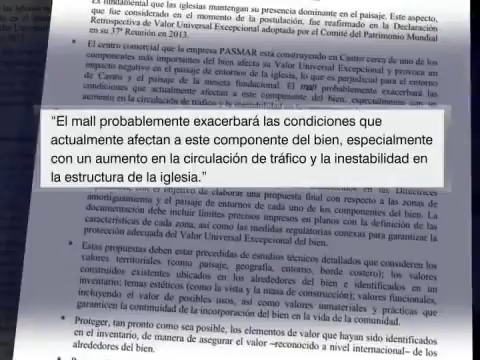 Es fundamental que las iglesias mantengan su presencia dominante en el paisaje. Este aspecto,
que fue considerado en el momento de la postulación, fue reafirmado en la Declaración
Retrospectiva de Valor Universal Excepcional adoptada por el Comité del Patrimonio Mundial
en su 37ª Reunión en 2013.
El centro comercial que la empresa PASMAR está construyendo en Castro cerca de uno de los
componentes más importantes del bien afecta su Valor Universal Excepcional y provoca un
impacto negativo en el paisaje de entornos de la iglesia, lo que es perjudicial para el entorno
de Castro y el paisaje de la meseta fundacional. El mall probablemente exacerbará las
condiciones que actualmente afectan a este componente del bien, especialmente con un
aumento en la circulación de tráfico y la inestabilidad en la
“El mall probablemente exacerbará las condiciones que
actualmente afectan a este componente del bien, especialmente
con un aumento en la circulación de tráfico y la inestabilidad en
la estructura de la iglesia.”
con el objetivo de elaborar una propuesta final con respecto a las zonas de
amortiguamiento y el paisaje de entornos de cada uno de los componentes del bien. La
documentación debe incluir límites precisos impresos en planos con la definición de las
características de cada zona, así como las medidas regulatorias conexas para garantizar la
protección adecuada del Valor Universal Excepcional del bien.
Estas propuestas deben estar precedidas de estudios técnicos detallados que consideren los
valores territoriales (como paisaje, geografía, entorno, borde costero); los valores
construidos existentes ubicados en los alrededores del bien e identificados en un
inventario; temas estéticos (como la vista y la masa de construcción); valores funcionales,
incluyendo el valor de posibles usos, así como valores inmateriales y prácticas que
garanticen la continuidad de la incorporación del bien en la vida de la comunidad.
Proteger, tan pronto como sea posible, los elementos de valor que hayan sido identificados
en el inventario, de manera de asegurar el valor –reconocido a nivel internacional– de los
alrededores del bien.